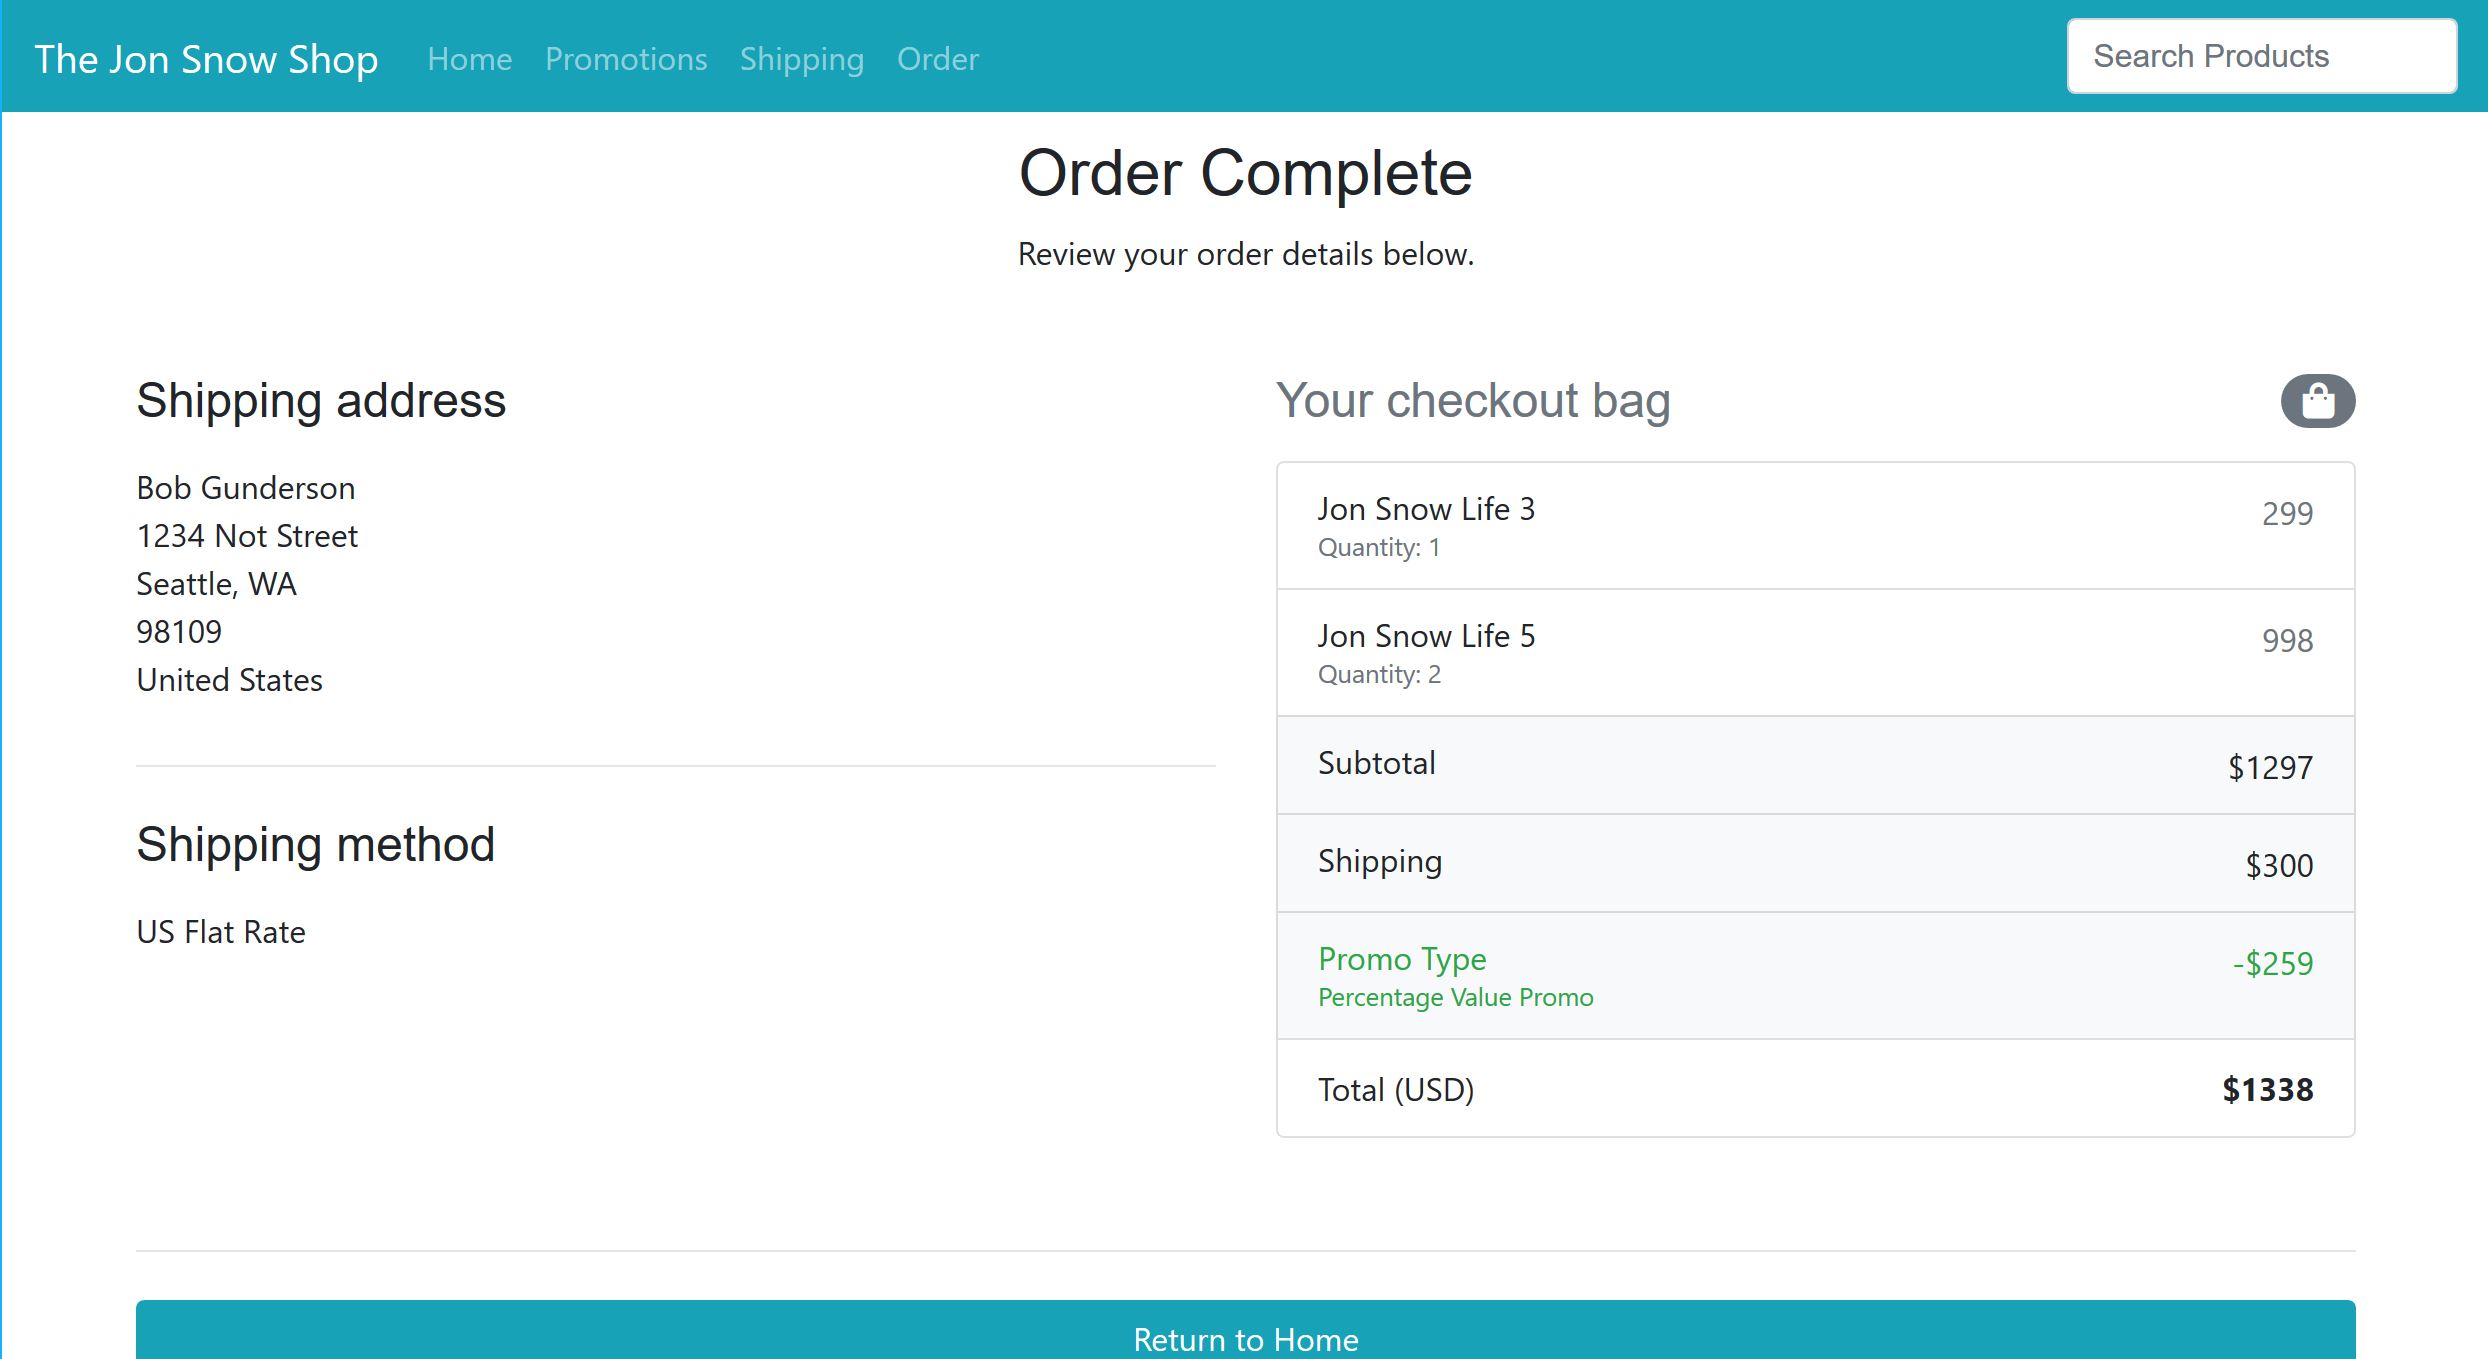 The Jon Snow Shop Home Promotions Shipping Order Search Products
Order Complete
Review your order details below.
Shipping address
Bob Gunderson
1234 Not Street
Seattle, WA
98109
United States
Shipping method
US Flat Rate
Your checkout bag
Jon Snow Life 3 299
Quantity: 1
Jon Snow Life 5 998
Quantity: 2
Subtotal $1297
Shipping $300
Promo Type -$259
Percentage Value Promo
Total (USD) $1338
Return to Home